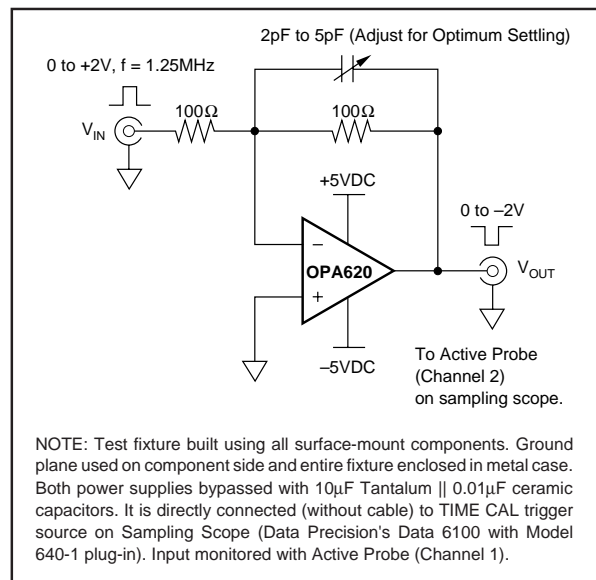 2pF to 5pF (Adjust for Optimum Settling)
0 to +2V, f = 1.25MHz
100Ω
100Ω
VIN
+5VDC
0 to –2V
–
OPA620
+
VOUT
–5VDC
To Active Probe
(Channel 2)
on sampling scope.
NOTE: Test fixture built using all surface-mount components. Ground
plane used on component side and entire fixture enclosed in metal case.
Both power supplies bypassed with 10µF Tantalum || 0.01µF ceramic
capacitors. It is directly connected (without cable) to TIME CAL trigger
source on Sampling Scope (Data Precision's Data 6100 with Model
640-1 plug-in). Input monitored with Active Probe (Channel 1).